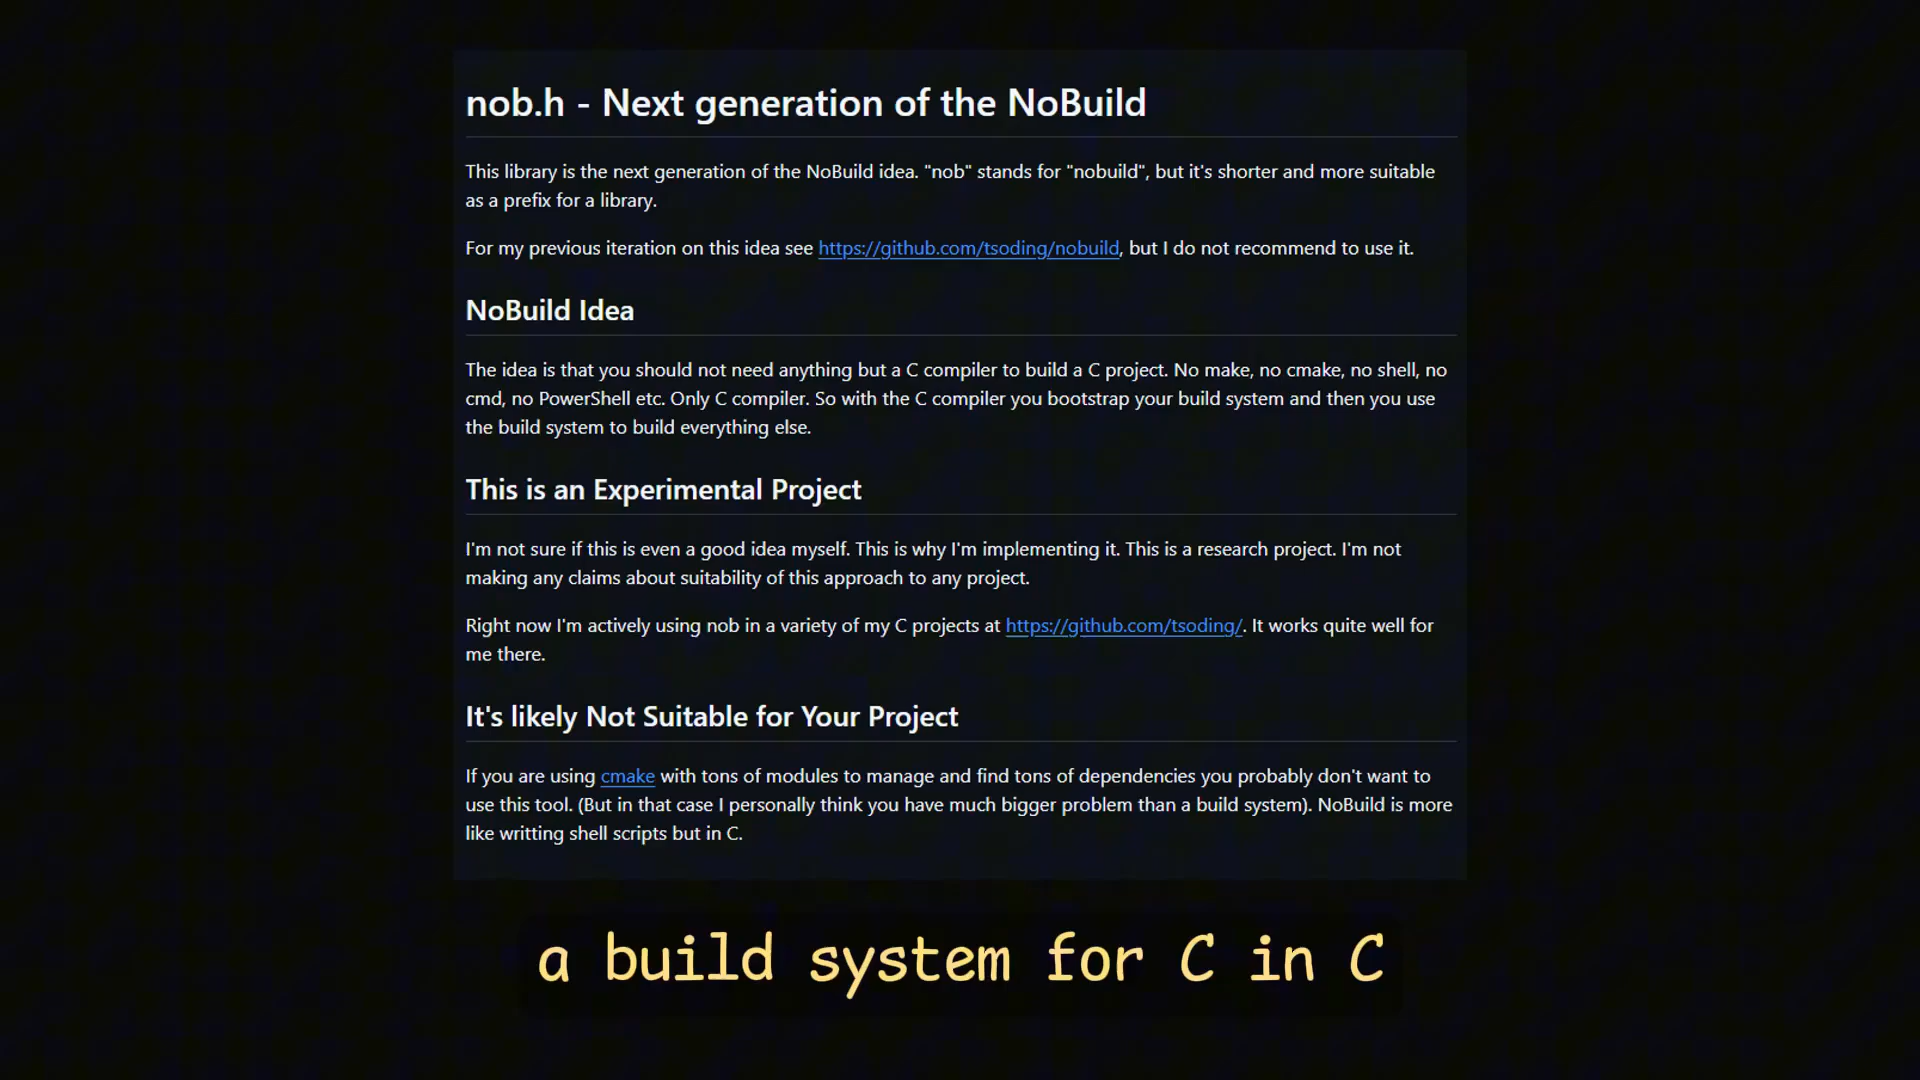 nob.h - Next generation of the NoBuild
This library is the next generation of the NoBuild idea. "nob" stands for "nobuild", but it's shorter and more suitable
as a prefix for a library.
For my previous iteration on this idea see https://github.com/tsoding/nobuild, but I do not recommend to use it.
NoBuild Idea
The idea is that you should not need anything but a C compiler to build a C project. No make, no cmake, no shell, no
cmd, no PowerShell etc. Only C compiler. So with the C compiler you bootstrap your build system and then you use
the build system to build everything else.
This is an Experimental Project
I'm not sure if this is even a good idea myself. This is why I'm implementing it. This is a research project. I'm not
making any claims about suitability of this approach to any project.
Right now I'm actively using nob in a variety of my C projects at https://github.com/tsoding/. It works quite well for
me there.
It's likely Not Suitable for Your Project
If you are using cmake with tons of modules to manage and find tons of dependencies you probably don't want to
use this tool. (But in that case I personally think you have much bigger problem than a build system). NoBuild is more
like writting shell scripts but in C.
a build system for C in C